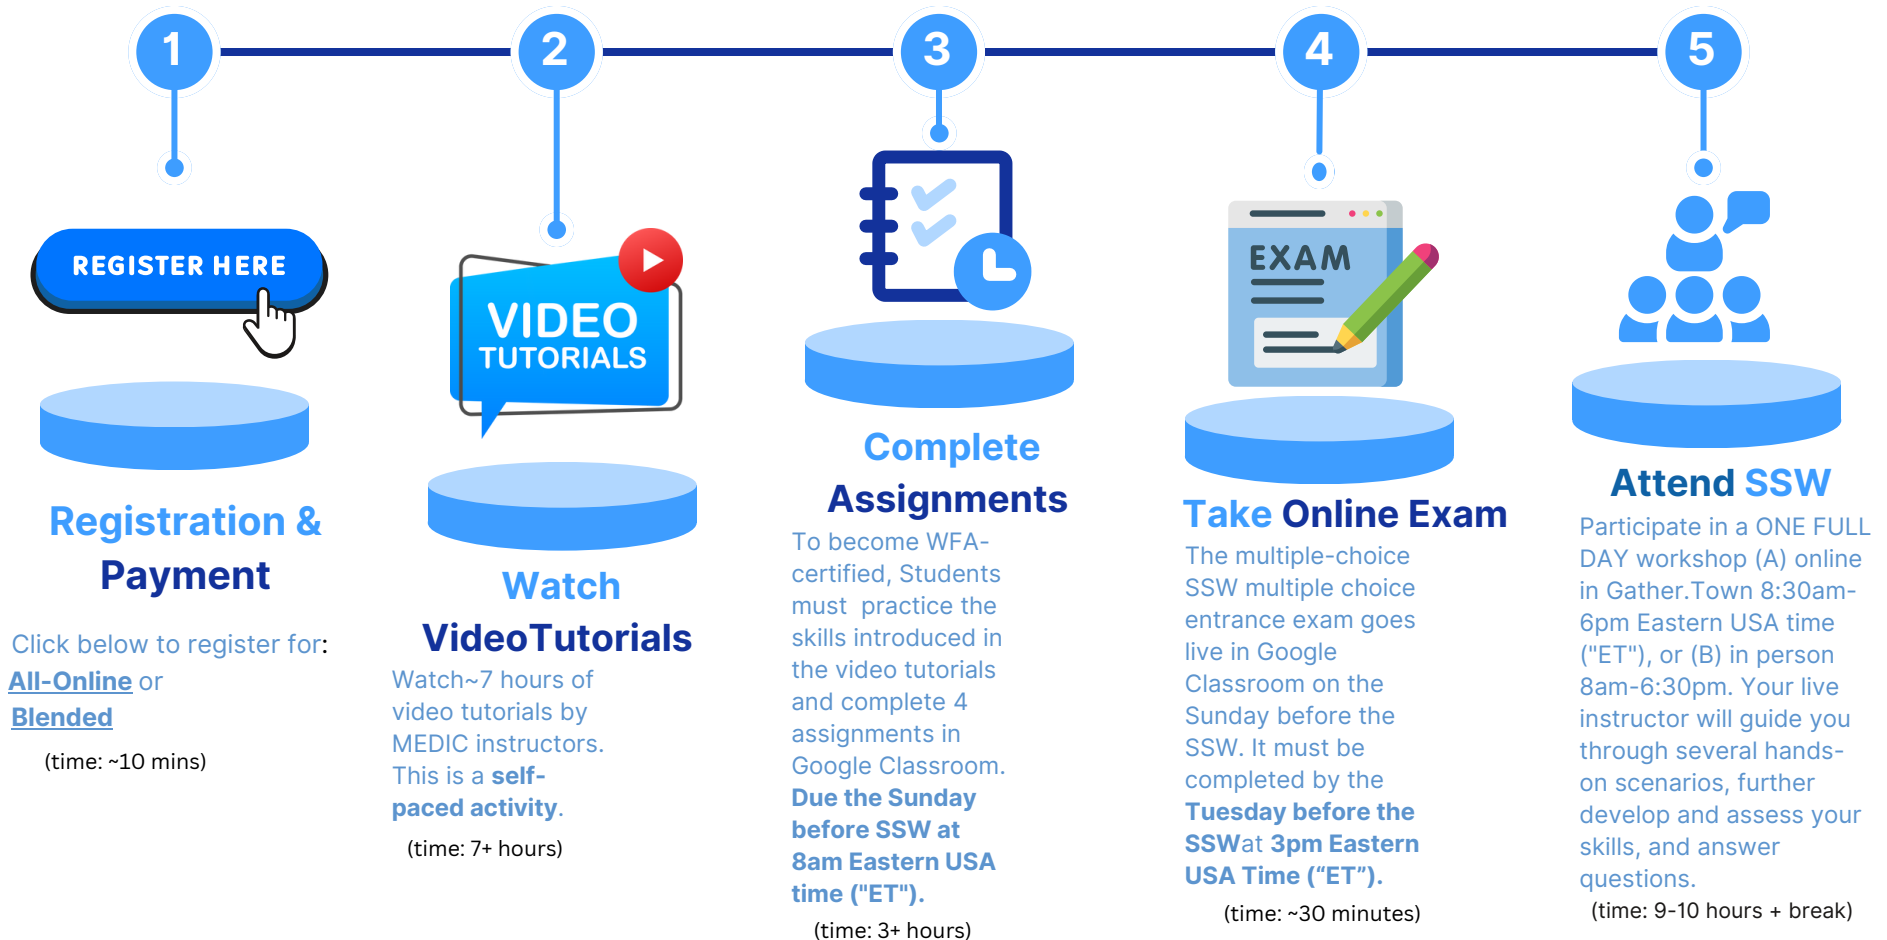 1
2
3
4
5
REGISTER HERE
Registration &
Payment
Click below to register for:
All-Online or
Blended
(time: ~10 mins)
VIDEO
TUTORIALS
Watch
VideoTutorials
Watch~7 hours of
video tutorials by
MEDIC instructors.
This is a self-
paced activity.
(time: 7+ hours)
Complete
Assignments
To become WFA-
certified, Students
must  practice the
skills introduced in
the video tutorials
and complete 4
assignments in
Google Classroom.
Due the Sunday
before SSW at
8am Eastern USA
time ("ET").
(time: 3+ hours)
EXAM
Take Online Exam
The multiple-choice
SSW multiple choice
entrance exam goes
live in Google
Classroom on the
Sunday before the
SSW. It must be
completed by the
Tuesday before the
SSWat 3pm Eastern
USA Time (“ET”).
(time: ~30 minutes)
Attend SSW
Participate in a ONE FULL
DAY workshop (A) online
in Gather.Town 8:30am-
6pm Eastern USA time
("ET"), or (B) in person
8am-6:30pm. Your live
instructor will guide you
through several hands-
on scenarios, further
develop and assess your
skills, and answer
questions.
(time: 9-10 hours + break)